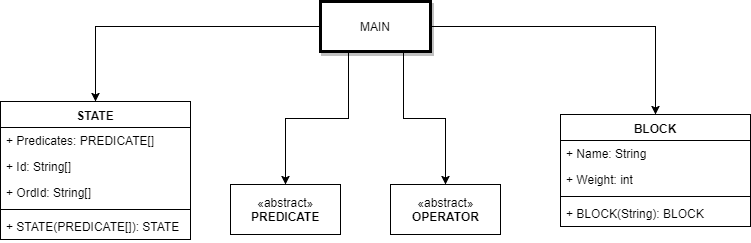 MAIN
STATE
+ Predicates: PREDICATE[]
+ Id: String[]
+ OrdId: String[]
+ STATE(PREDICATE[]): STATE
«abstract»
PREDICATE
«abstract»
OPERATOR
BLOCK
+ Name: String
+ Weight: int
+ BLOCK(String): BLOCK